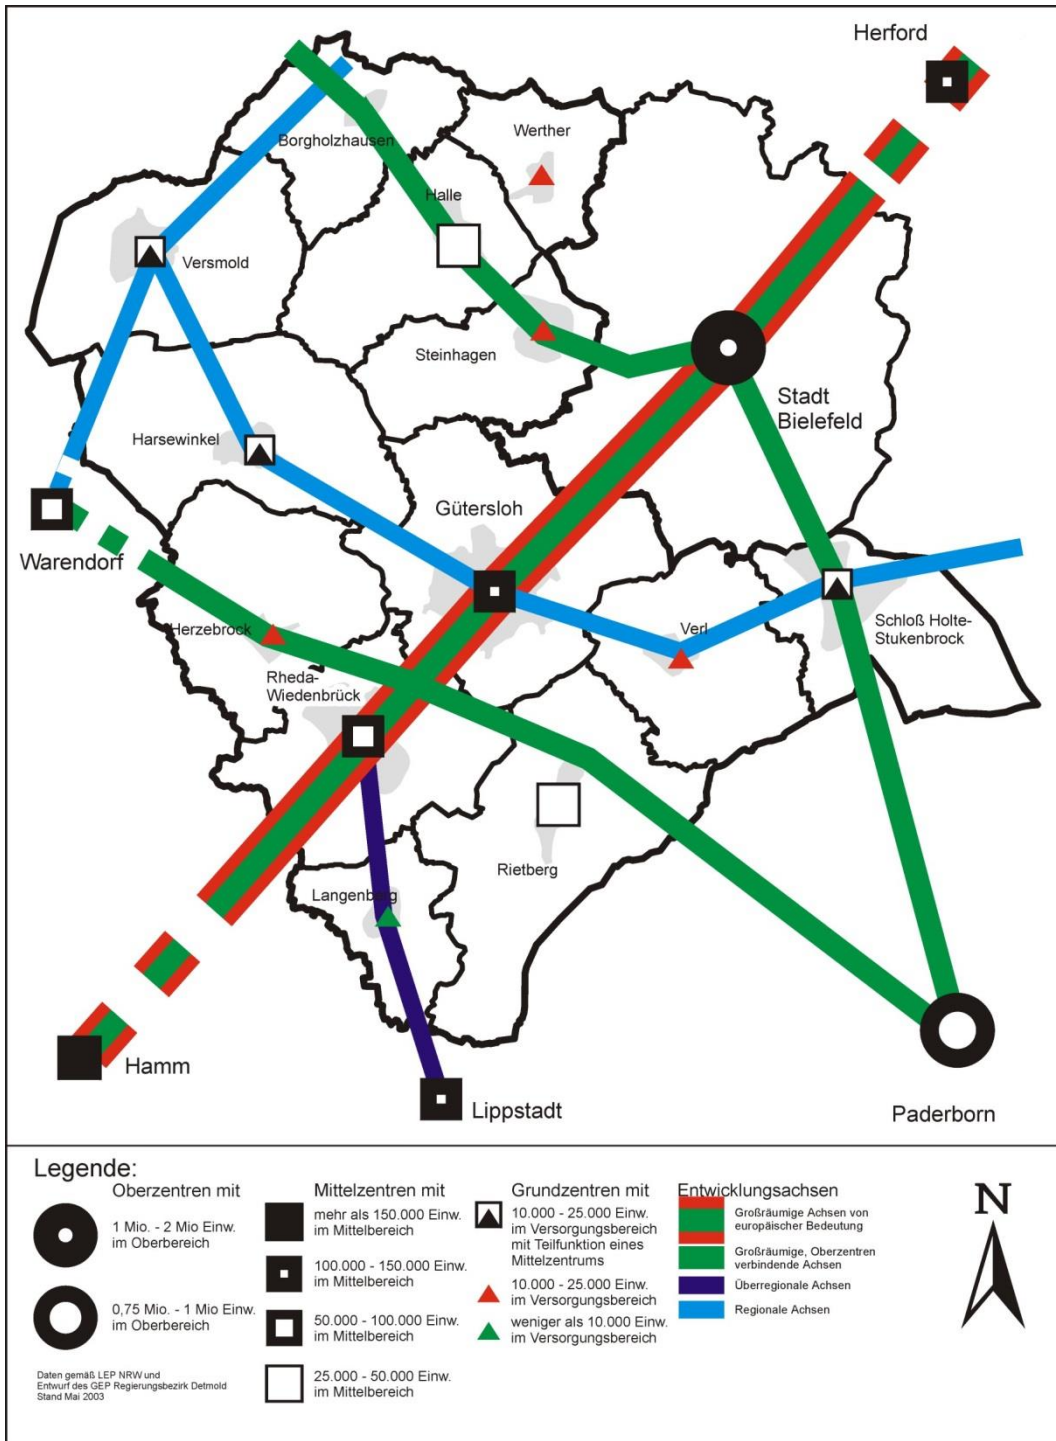 Herford
Werther
Borgholzhausen
Halle
Versmold
Steinhagen
Stadt
Bielefeld
Harsewinkel
Gütersloh
Warendorf
Herzebrock
Verl
Schloß Holte-
Stukenbrock
Rheda-
Wiedenbrück
Rietberg
Langenberg
Hamm
Lippstadt
Paderborn
Legende:
Oberzentren mit
1 Mio. - 2 Mio Einw.
im Oberbereich
0,75 Mio. - 1 Mio Einw.
im Oberbereich
Daten gemäß LEP NRW und
Entwurf des GEP Regierungsbezirk Detmold
Stand Mai 2003
Mittelzentren mit
mehr als 150.000 Einw.
im Mittelbereich
100.000 - 150.000 Einw.
im Mittelbereich
50.000 - 100.000 Einw.
im Mittelbereich
25.000 - 50.000 Einw.
im Mittelbereich
Grundzentren mit
10.000 - 25.000 Einw.
im Versorgungsbereich
mit Teilfunktion eines
Mittelzentrums
10.000 - 25.000 Einw.
im Versorgungsbereich
weniger als 10.000 Einw.
im Versorgungsbereich
Entwicklungsachsen
Großräumige Achsen von
europäischer Bedeutung
Großräumige, Oberzentren
verbindende Achsen
Überregionale Achsen
Regionale Achsen
N